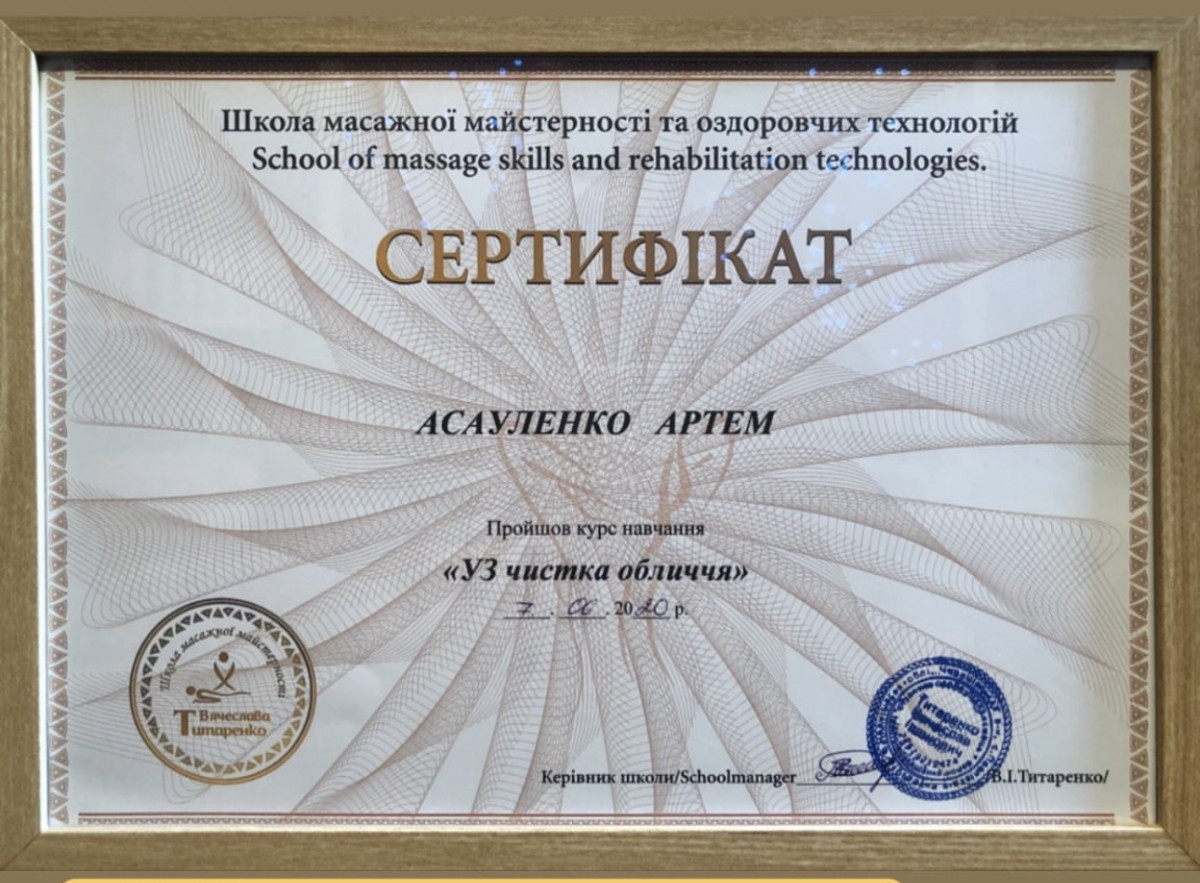 Школа масажної майстерності та оздоровчих технологій
School of massage skills and rehabilitation technologies.
СЕРТИФІКАТ
АСАУЛЕНКО АРТЕМ
Пройшов курс навчання
«УЗ чистка обличчя»
7 . 06 . 2020 р.
Школа масажної майстерності
Вячеслава
Титаренко
Титаренко
Керівник школи/Schoolmanager /В.І.Титаренко/